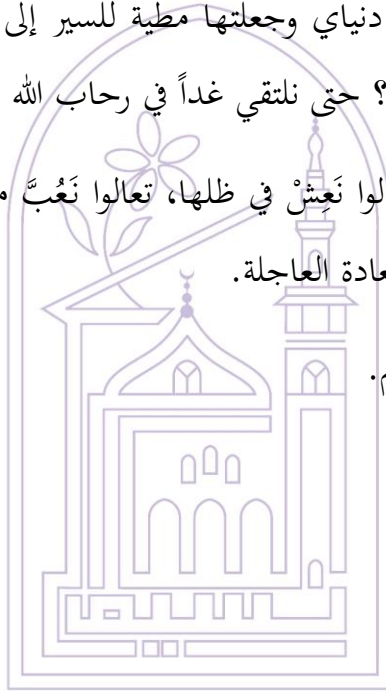 دنياي وجعلتها مطية للسير إلى
؟ حتى نلتقي غداً في رحاب الله
لوا نَعِشْ في ظلها، تعالوا نَعُبَّ م
عادة العاجلة.
م.